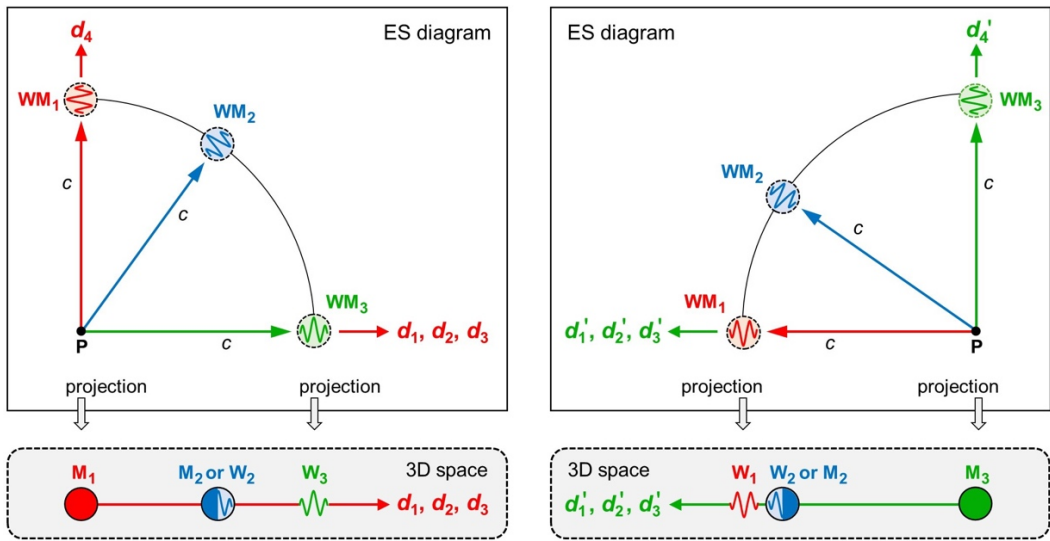 ES diagram
d4
WM1
WM2
c
c
WM3
P
c
d1, d2, d3
projection
projection
M1
M2 or W2
W3
3D space
d1, d2, d3
ES diagram
d4'
WM3
WM2
c
c
WM1
d1', d2', d3'
c
P
projection
projection
3D space
W1
W2 or M2
M3
d1', d2', d3'